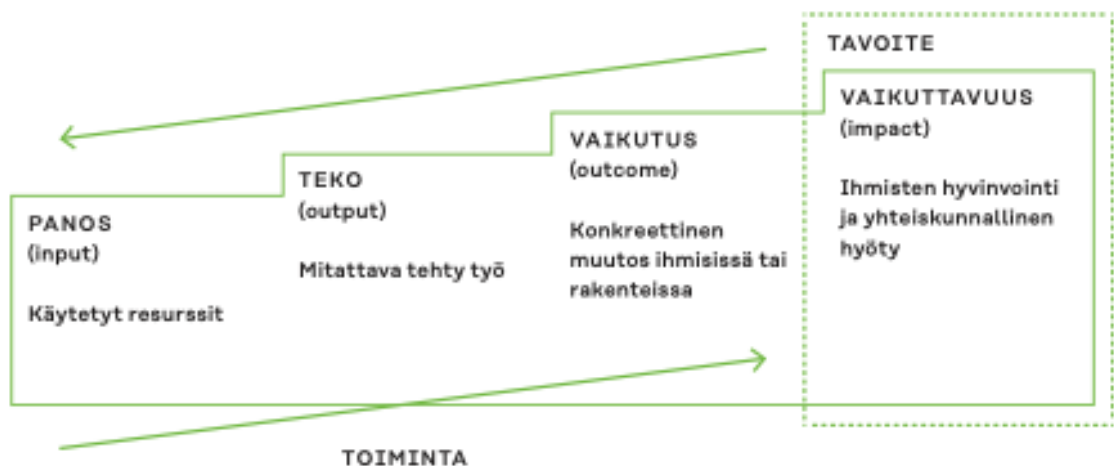 PANOS
(input)
Käytetyt resurssit
TEKO
(output)
Mitattava tehty työ
VAIKUTUS
(outcome)
Konkreettinen
muutos ihmisissä tai
rakenteissa
TAVOITE
VAIKUTTAVUUS
(impact)
Ihmisten hyvinvointi
ja yhteiskunnallinen
hyöty
TOIMINTA